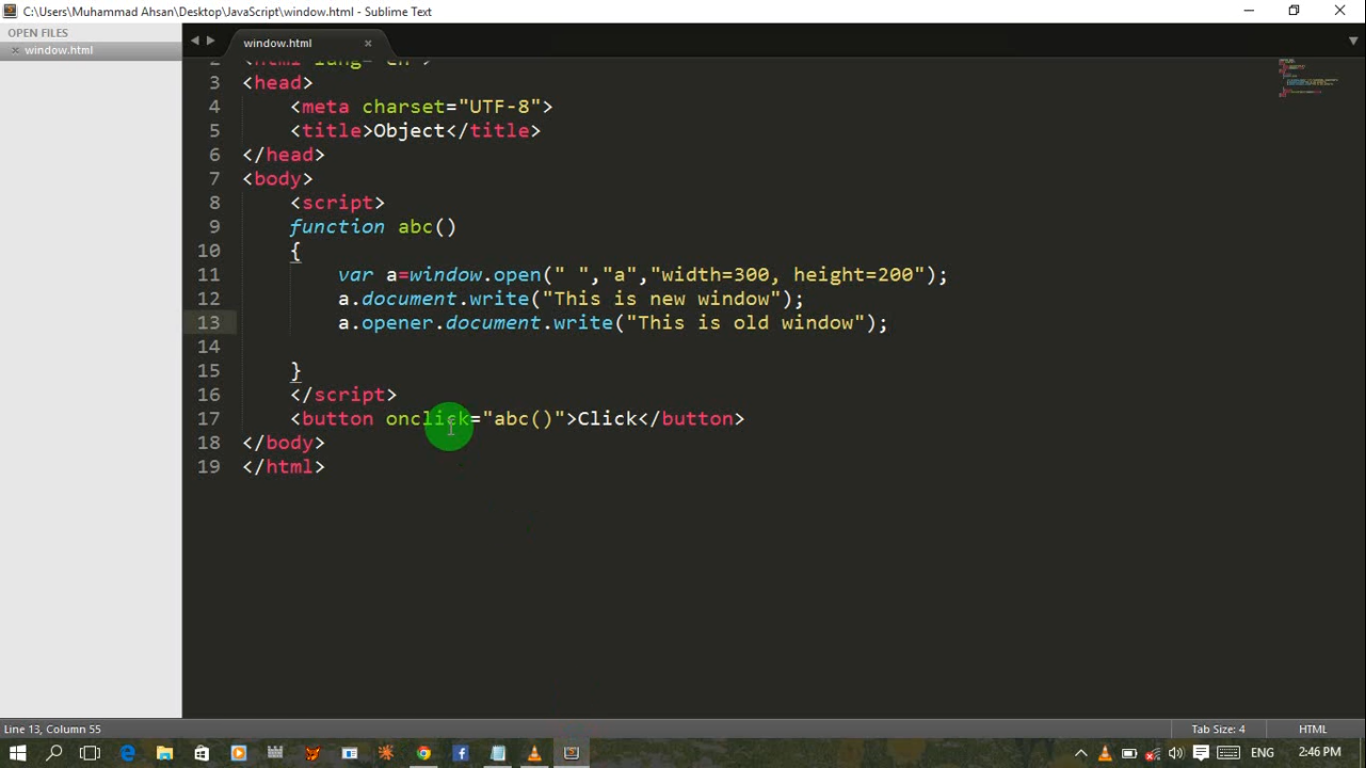 C:\Users\Muhammad Ahsan\Desktop\JavaScript\window.html - Sublime Text
OPEN FILES
window.html
window.html
3 <head>
4 <meta charset="UTF-8">
5 <title>Object</title>
6 </head>
7 <body>
8 <script>
9 function abc()
10 {
11 var a=window.open(" ","a","width=300, height=200");
12 a.document.write("This is new window");
13 a.opener.document.write("This is old window");
14
15 }
16 </script>
17 <button onclick="abc()">Click</button>
18 </body>
19 </html>
Line 13, Column 55
Tab Size: 4
HTML
ENG
2:46 PM